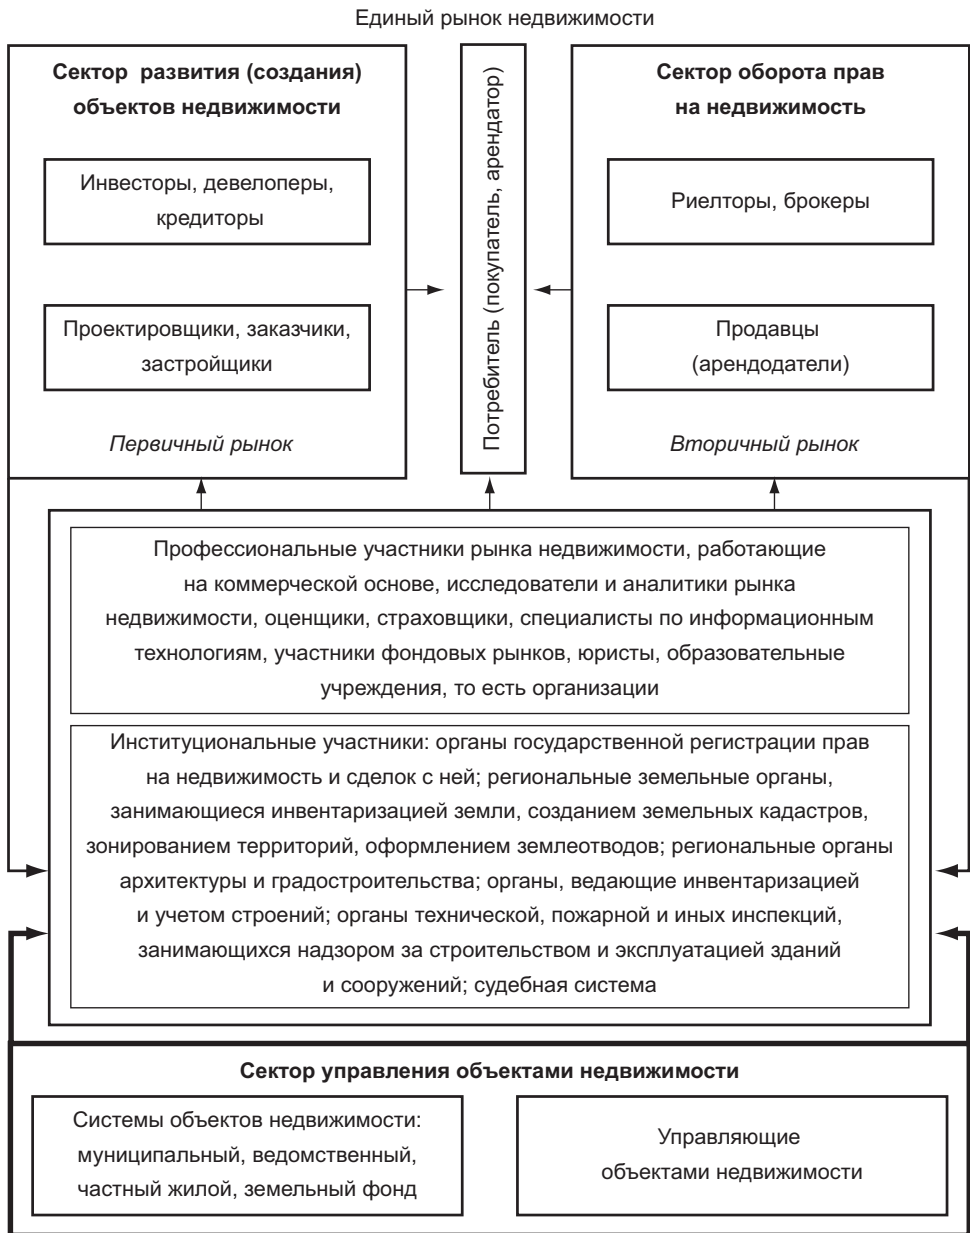 Единый рынок недвижимости
Сектор развития (создания)
объектов недвижимости
Инвесторы, девелоперы,
кредиторы
Проектировщики, заказчики,
застройщики
Первичный рынок
Потребитель (покупатель, арендатор)
Сектор оборота прав
на недвижимость
Риелторы, брокеры
Продавцы
(арендодатели)
Вторичный рынок
Профессиональные участники рынка недвижимости, работающие
на коммерческой основе, исследователи и аналитики рынка
недвижимости, оценщики, страховщики, специалисты по информационным
технологиям, участники фондовых рынков, юристы, образовательные
учреждения, то есть организации
Институциональные участники: органы государственной регистрации прав
на недвижимость и сделок с ней; региональные земельные органы,
занимающиеся инвентаризацией земли, созданием земельных кадастров,
зонированием территорий, оформлением землеотводов; региональные органы
архитектуры и градостроительства; органы, ведающие инвентаризацией
и учетом строений; органы технической, пожарной и иных инспекций,
занимающихся надзором за строительством и эксплуатацией зданий
и сооружений; судебная система
Сектор управления объектами недвижимости
Системы объектов недвижимости:
муниципальный, ведомственный,
частный жилой, земельный фонд
Управляющие
объектами недвижимости